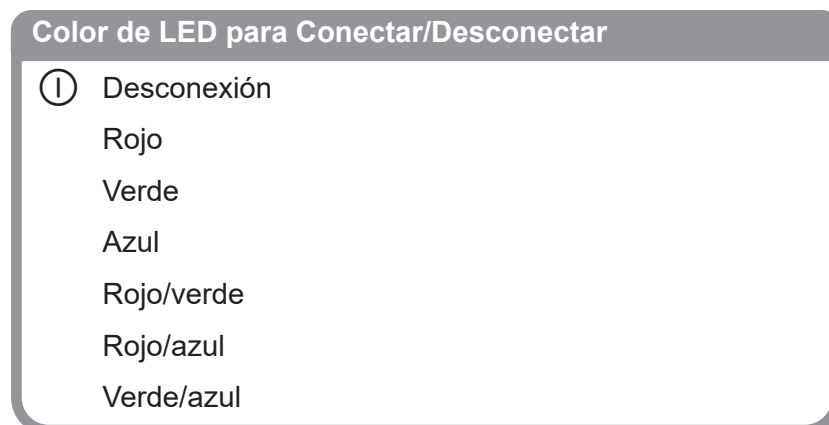 Color de LED para Conectar/Desconectar
Desconexión
Rojo
Verde
Azul
Rojo/verde
Rojo/azul
Verde/azul